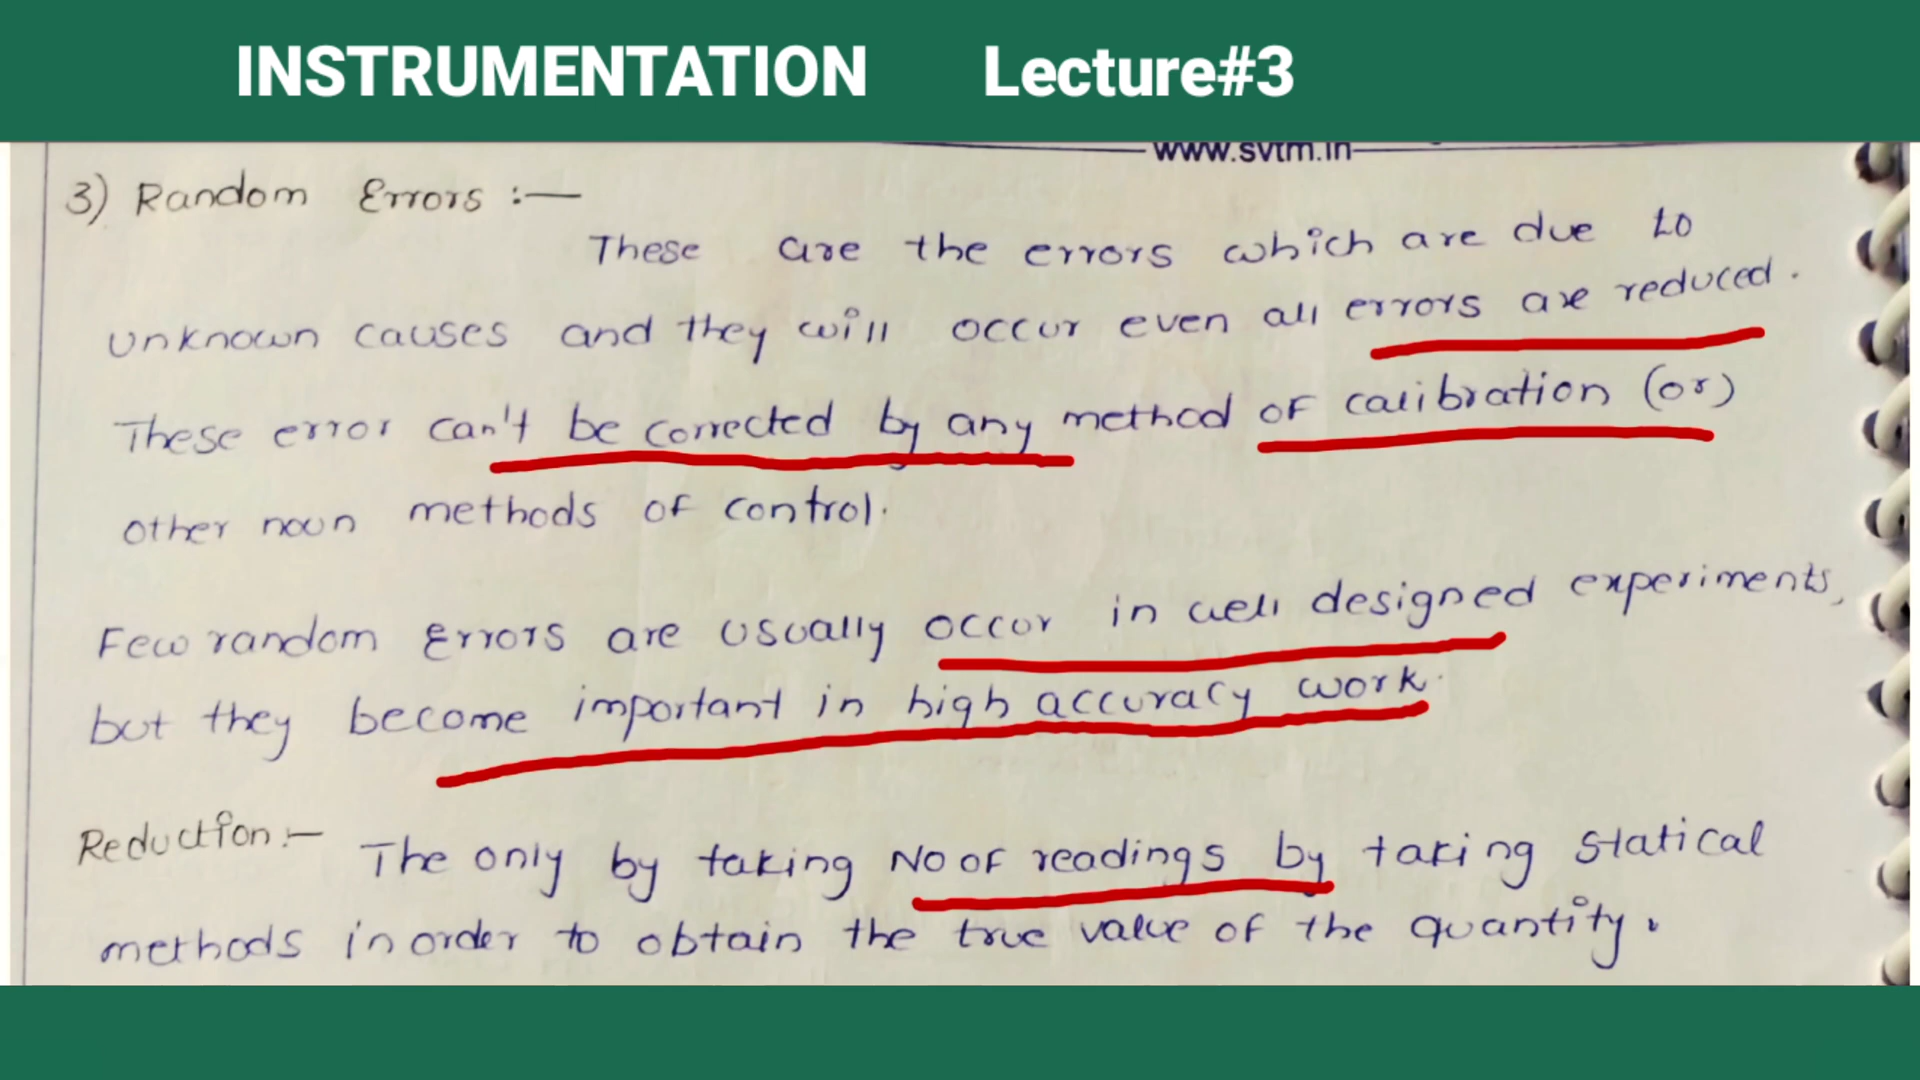 INSTRUMENTATION Lecture#3
www.svtm.in
3) Random Errors :—
These are the errors which are due to
unknown causes and they will occur even all errors are reduced.
These error can't be corrected by any method of calibration (or)
other noun methods of control.
Few random Errors are usually occur in well designed experiments,
but they become important in high accuracy work.
Reduction:— The only by taking No of readings by taking statical
methods in order to obtain the true value of the quantity.